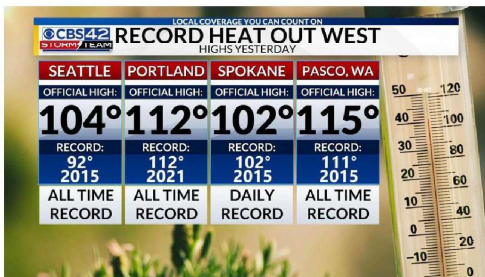 LOCAL COVERAGE YOU CAN COUNT ON
CBS42
STORM TEAM
RECORD HEAT OUT WEST
HIGHS YESTERDAY
SEATTLE PORTLAND SPOKANE PASCO, WA
OFFICIAL HIGH: OFFICIAL HIGH: OFFICIAL HIGH: OFFICIAL HIGH:
104° 112° 102° 115°
RECORD: RECORD: RECORD: RECORD:
92° 112° 102° 111°
2015 2021 2015 2015
ALL TIME ALL TIME DAILY ALL TIME
RECORD RECORD RECORD RECORD
50 120
40 100
30 80
20 60
10 40
0 20
-10 0